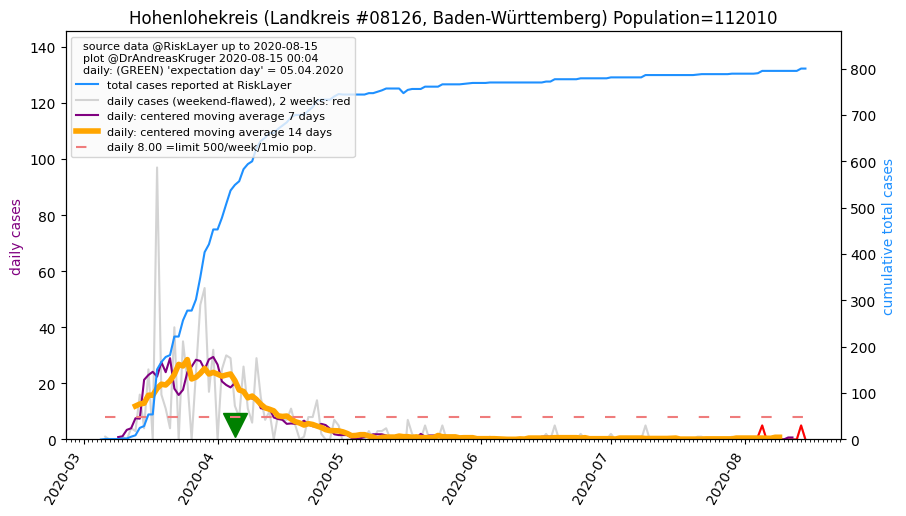 Hohenlohekreis (Landkreis #08126, Baden-Württemberg) Population=112010
source data @RiskLayer up to 2020-08-15
plot @DrAndreasKruger 2020-08-15 00:04
daily: (GREEN) 'expectation day' = 05.04.2020
total cases reported at RiskLayer
daily cases (weekend-flawed), 2 weeks: red
daily: centered moving average 7 days
daily: centered moving average 14 days
daily 8.00 =limit 500/week/1mio pop.
daily cases
140
120
100
80
60
40
20
0
cumulative total cases
800
700
600
500
400
300
200
100
0
2020-03
2020-04
2020-05
2020-06
2020-07
2020-08